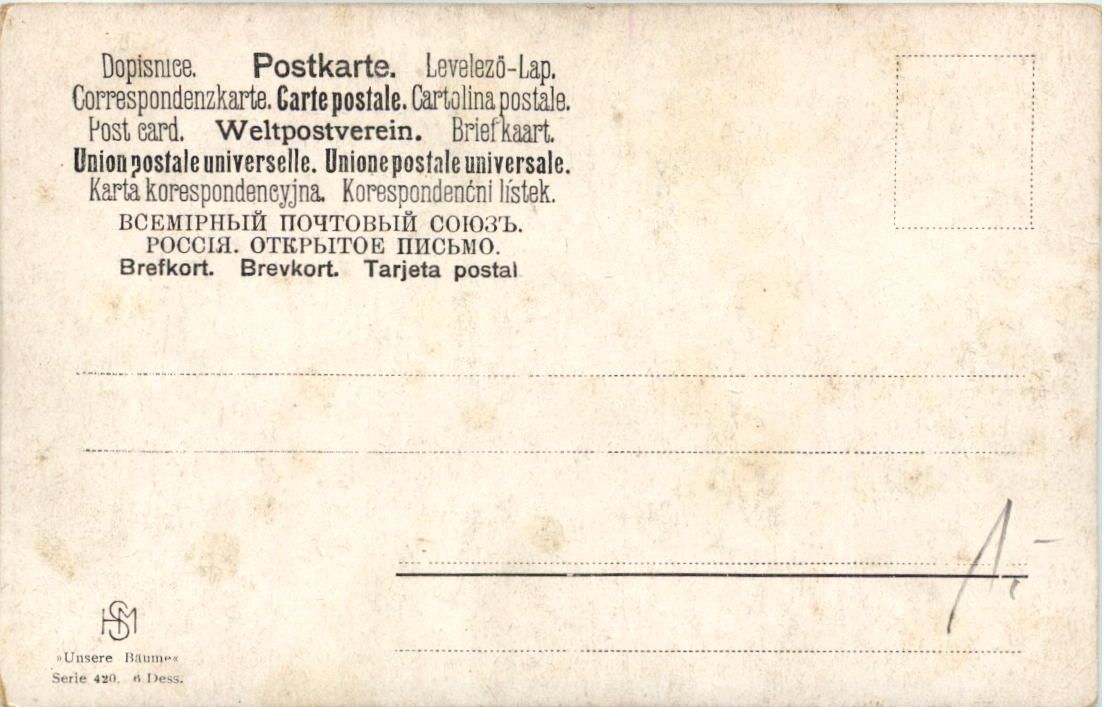 Dopisnice. Postkarte. Levelező-Lap.
Correspondenzkarte. Carte postale. Cartolina postale.
Post card. Weltpostverein. Briefkaart.
Union postale universelle. Unione postale universale.
Karta korespondencyjna. Korespondenčni lístek.
ВСЕМІРНЫЙ ПОЧТОВЫЙ СОЮЗЪ.
РОССІЯ. ОТКРЫТОЕ ПИСЬМО.
Brefkort. Brevkort. Tarjeta postal
HSM
»Unsere Bäume«
Serie 420. 6 Dess.